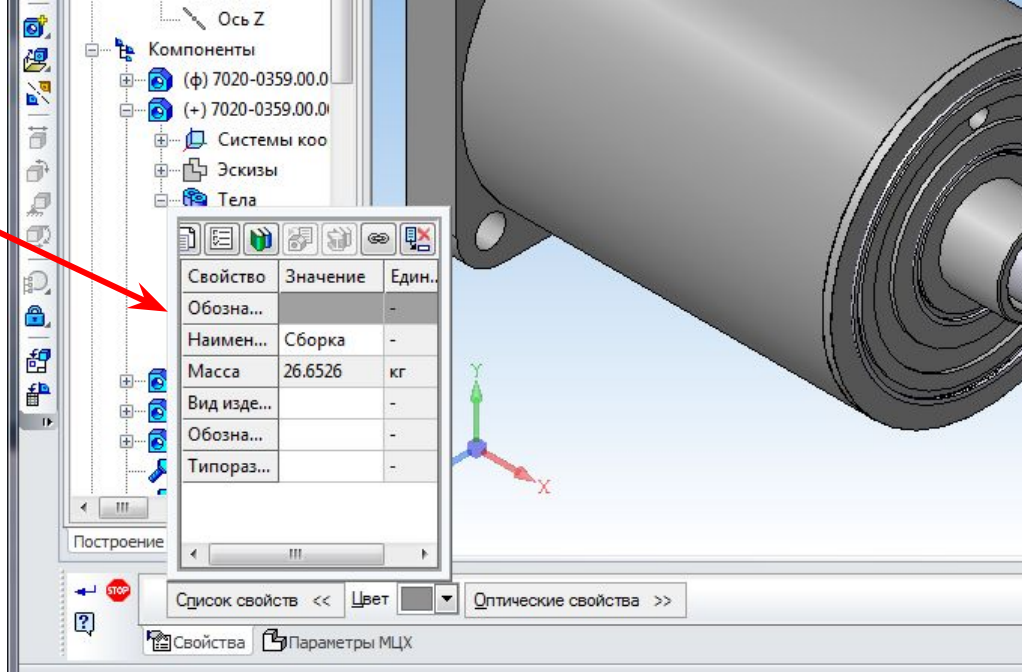 Ось Z
Компоненты
(ф) 7020-0359.00.0
(+) 7020-0359.00.0
Системы коо
Эскизы
Тела
Свойство Значение Един..
Обозна... -
Наимен... Сборка -
Масса 26.6526 кг
Вид изде... -
Обозна... -
Типораз... -
Построение
STOP
Список свойств << Цвет Оптические свойства >>
Свойства Параметры МЦХ
Y
X